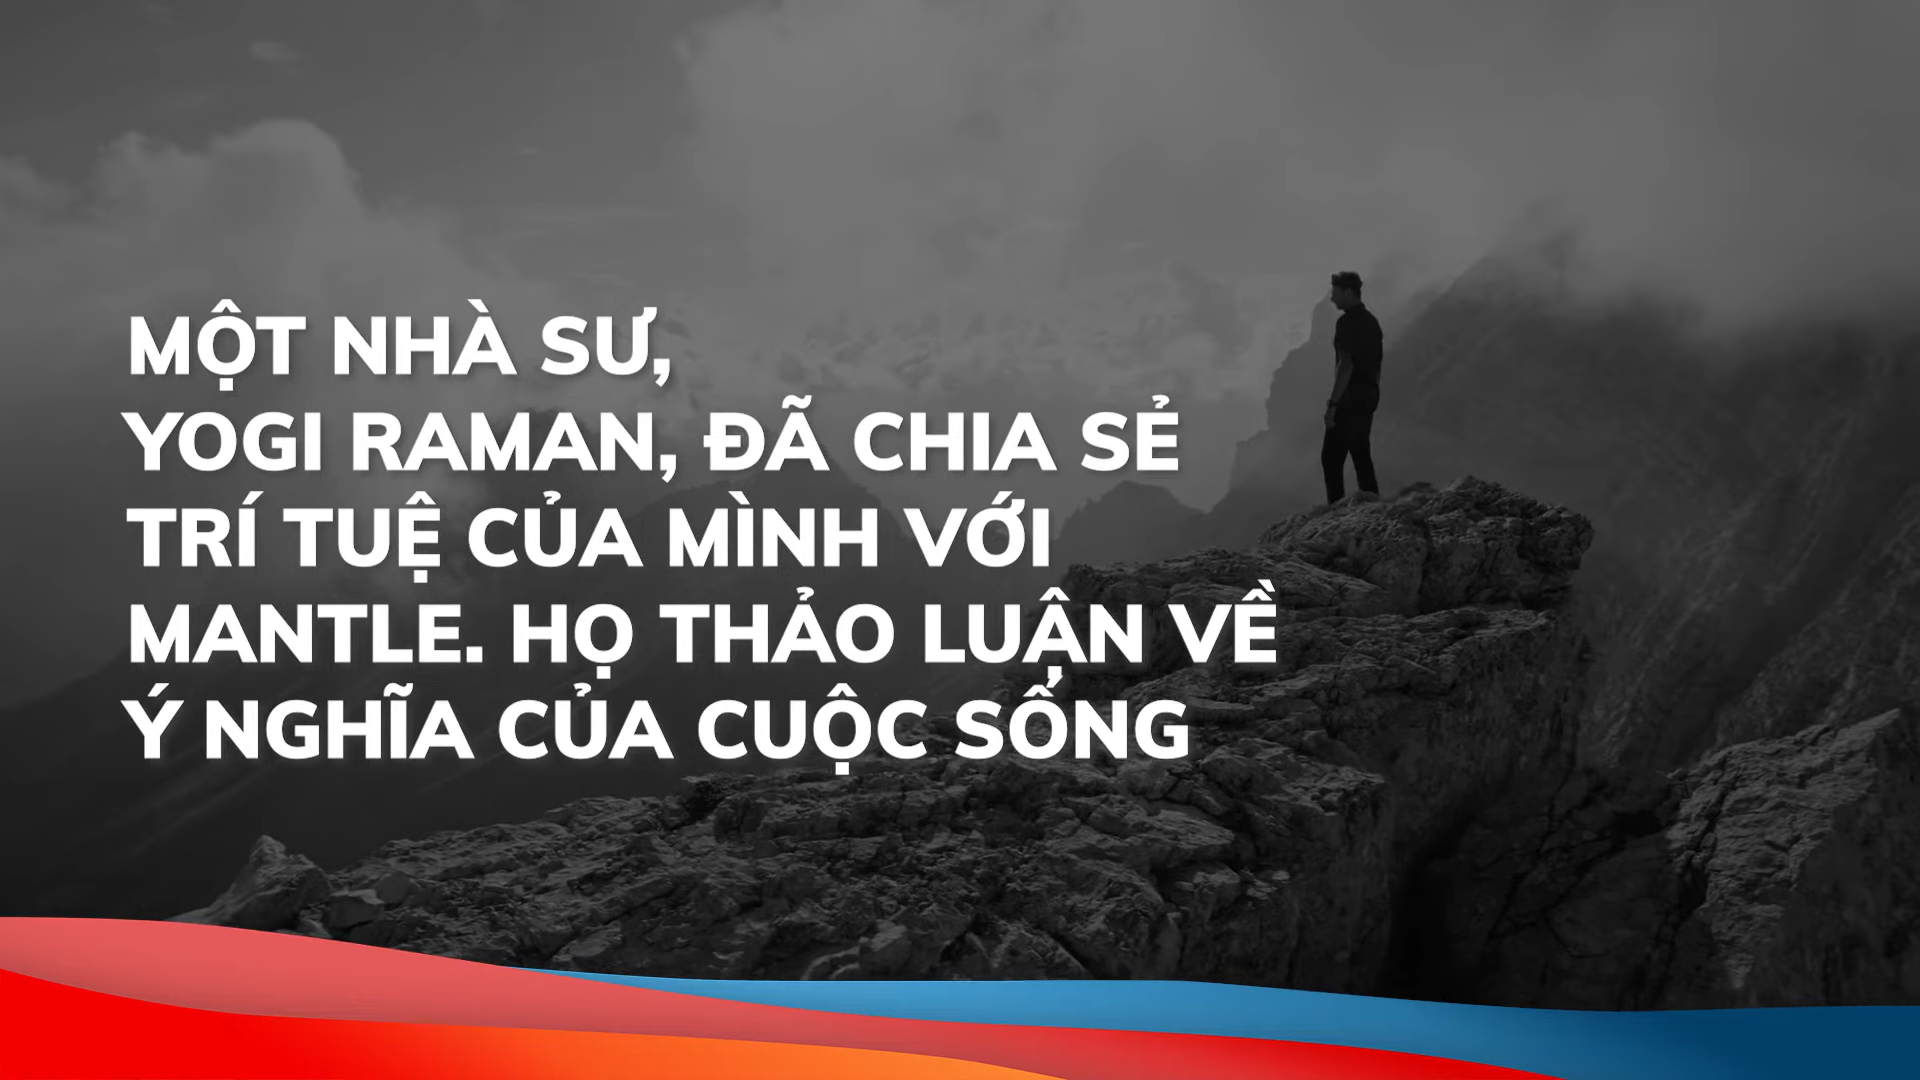 MỘT NHÀ SƯ,
YOGI RAMAN, ĐÃ CHIA SẺ
TRÍ TUỆ CỦA MÌNH VỚI
MANTLE. HỌ THẢO LUẬN VỀ
Ý NGHĨA CỦA CUỘC SỐNG